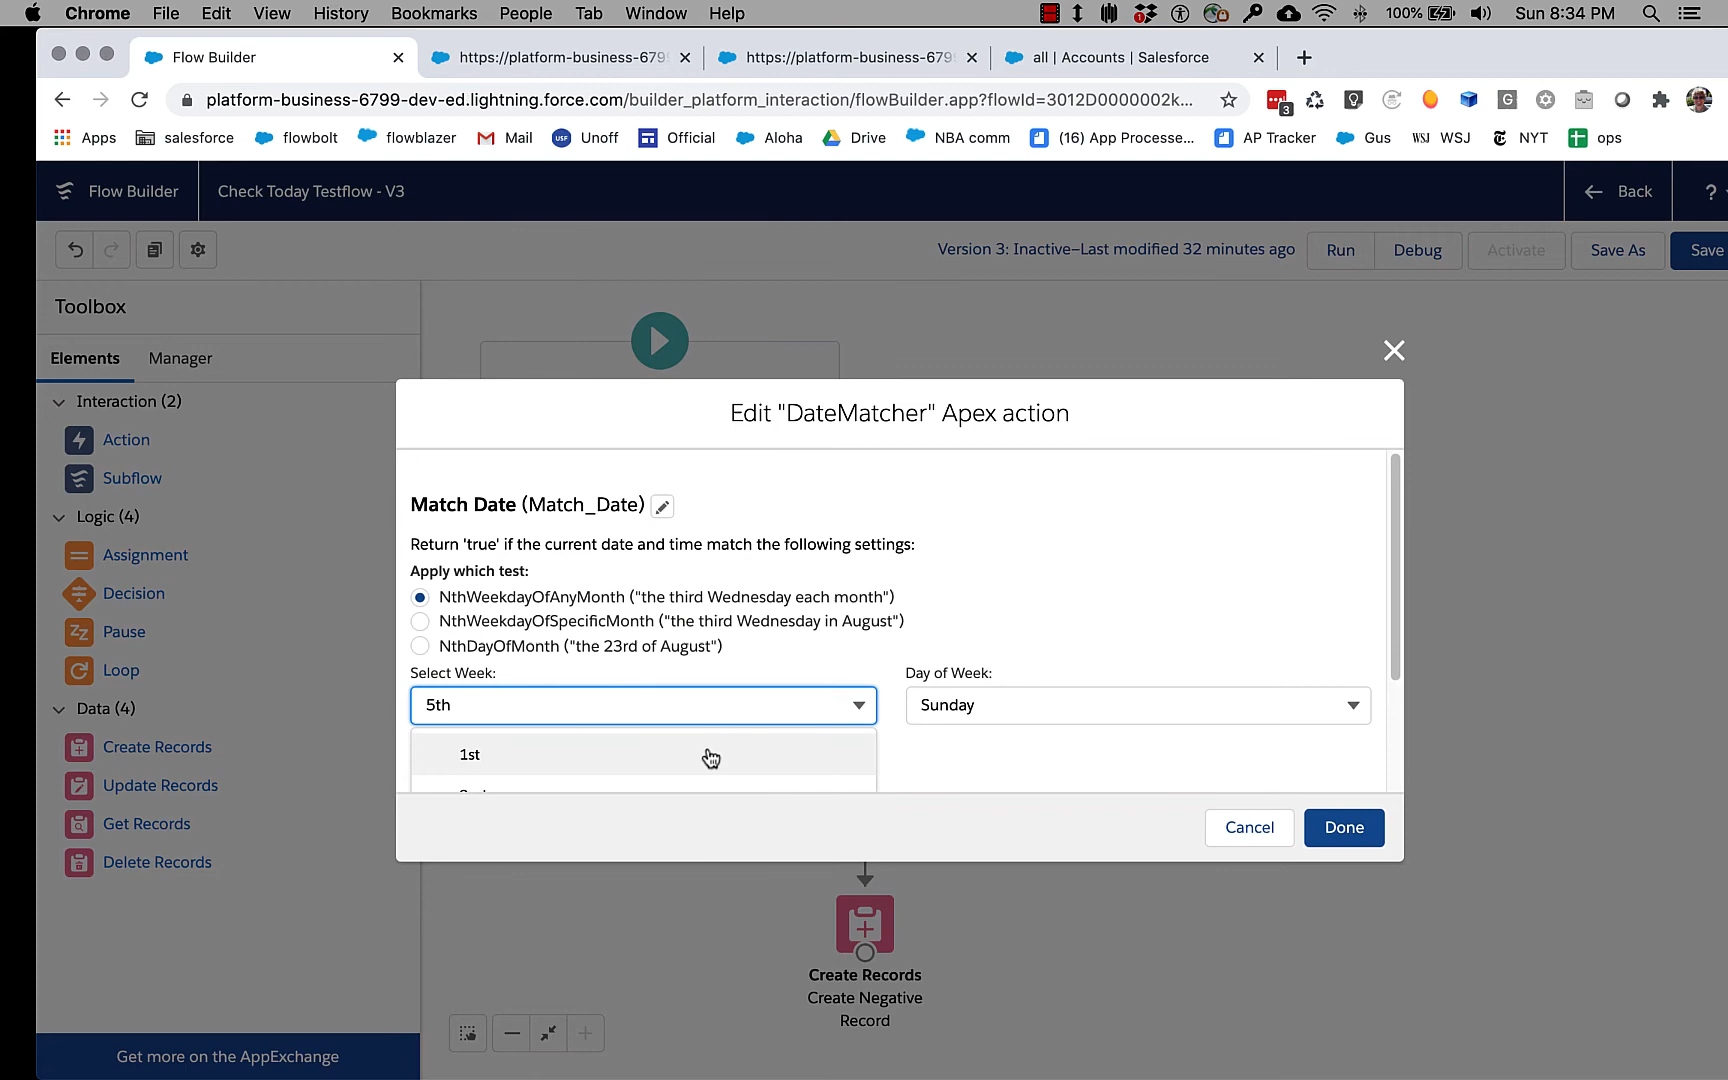 Chrome File Edit View History Bookmarks People Tab Window Help 100% Sun 8:34 PM
Flow Builder https://platform-business-679 https://platform-business-679 all | Accounts | Salesforce
platform-business-6799-dev-ed.lightning.force.com/builder_platform_interaction/flowBuilder.app?flowId=3012D0000002k... 3
Apps salesforce flowbolt flowblazer Mail Unoff Official Aloha Drive NBA comm (16) App Processe... AP Tracker Gus WSJ WSJ NYT ops
Flow Builder Check Today Testflow - V3 Back ?
Version 3: Inactive–Last modified 32 minutes ago Run Debug Activate Save As Save
Toolbox
Elements Manager
Interaction (2)
Action
Subflow
Logic (4)
Assignment
Decision
Pause
Loop
Data (4)
Create Records
Update Records
Get Records
Delete Records
Get more on the AppExchange
Edit "DateMatcher" Apex action
Match Date (Match_Date)
Return 'true' if the current date and time match the following settings:
Apply which test:
NthWeekdayOfAnyMonth ("the third Wednesday each month")
NthWeekdayOfSpecificMonth ("the third Wednesday in August")
NthDayOfMonth ("the 23rd of August")
Select Week: Day of Week:
5th Sunday
1st
Cancel Done
Create Records
Create Negative
Record